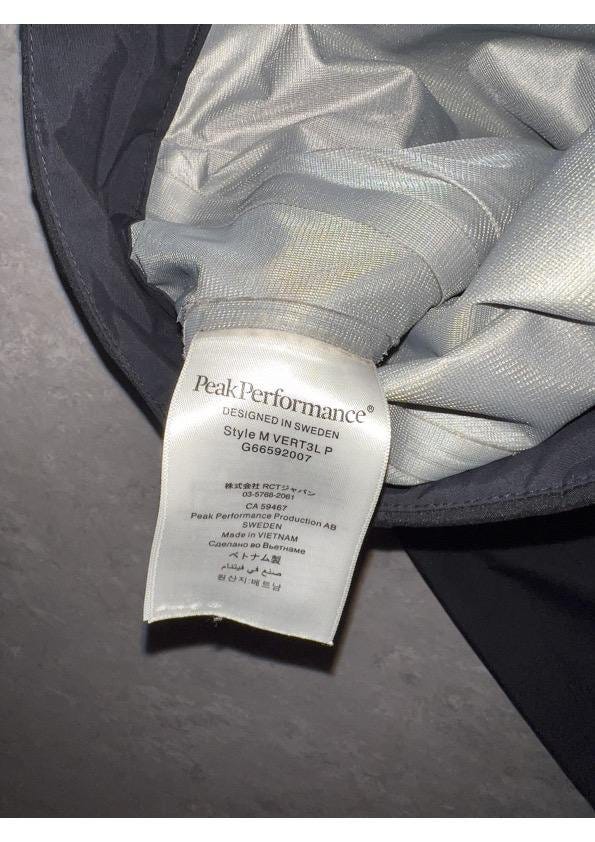 PeakPerformance®
DESIGNED IN SWEDEN
Style M VERT3L P
G66592007
株式会社 RCTジャパン
03-5768-2061
CA 59467
Peak Performance Production AB
SWEDEN
Made in VIETNAM
Сделано во Вьетнаме
ベトナム製
صنع في فيتنام
원산지:베트남